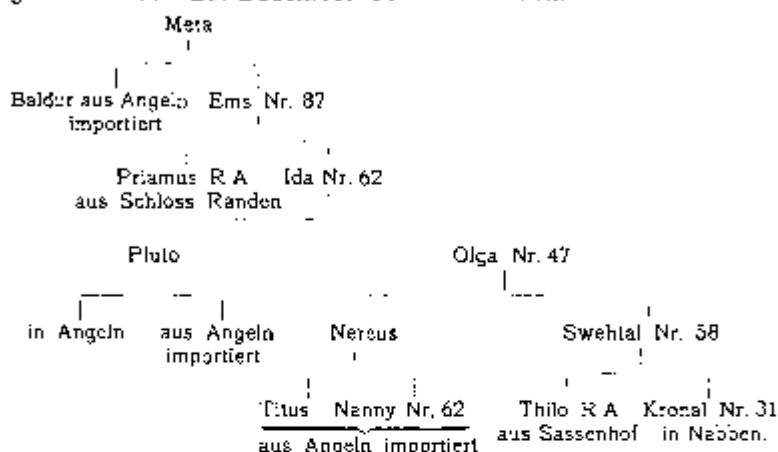 Meta
Baldur aus Angeln Ems Nr. 87
importiert
Priamus R A Ida Nr. 62
aus Schloss Randen
Pluto Olga Nr. 47
in Angeln aus Angeln Nereus Swehtal Nr. 58
importiert
Titus Nanny Nr. 62 Thilo R A Kronal Nr. 31
aus Angeln importiert aus Sassenhof in Nabben.